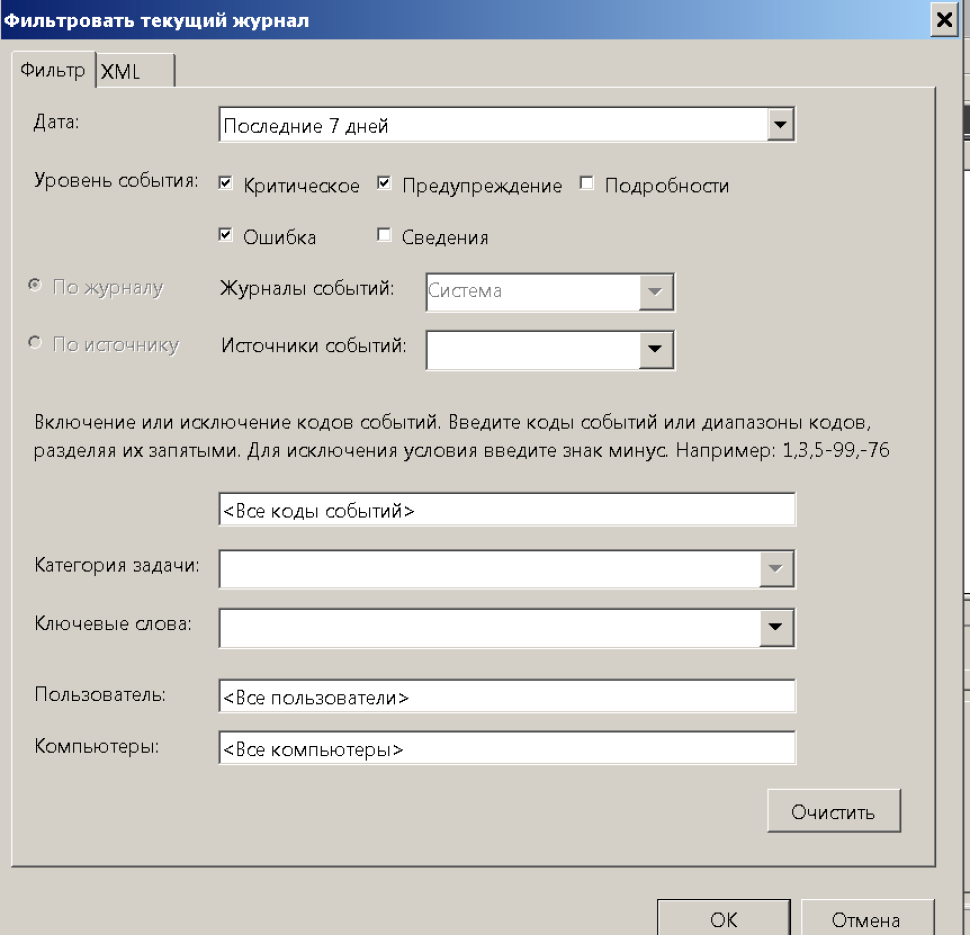 Фильтровать текущий журнал
Фильтр XML
Дата: Последние 7 дней
Уровень события: Критическое Предупреждение Подробности
Ошибка Сведения
По журналу Журналы событий: Система
По источнику Источники событий:
Включение или исключение кодов событий. Введите коды событий или диапазоны кодов,
разделяя их запятыми. Для исключения условия введите знак минус. Например: 1,3,5-99,-76
<Все коды событий>
Категория задачи:
Ключевые слова:
Пользователь: <Все пользователи>
Компьютеры: <Все компьютеры>
Очистить
ОК Отмена